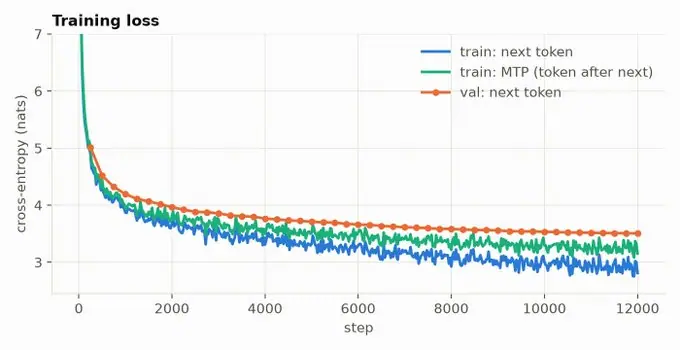 Training loss
7
6
5
4
3
cross-entropy (nats)
train: next token
train: MTP (token after next)
val: next token
0 2000 4000 6000 8000 10000 12000
step